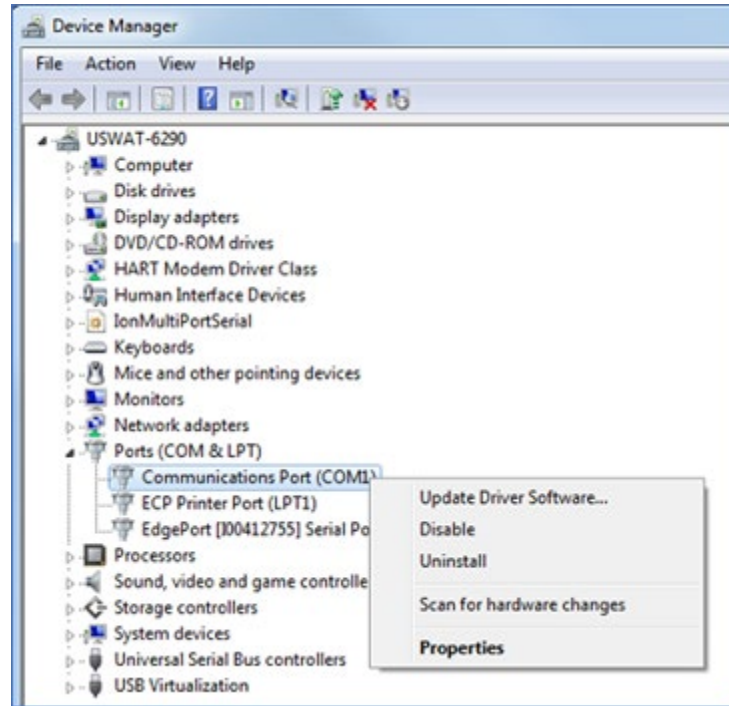 Device Manager
File Action View Help
USWAT-6290
Computer
Disk drives
Display adapters
DVD/CD-ROM drives
HART Modem Driver Class
Human Interface Devices
IonMultiPortSerial
Keyboards
Mice and other pointing devices
Monitors
Network adapters
Ports (COM & LPT)
Communications Port (COM1)
ECP Printer Port (LPT1)
EdgePort [I00412755] Serial Po
Processors
Sound, video and game controlle
Storage controllers
System devices
Universal Serial Bus controllers
USB Virtualization
Update Driver Software...
Disable
Uninstall
Scan for hardware changes
Properties